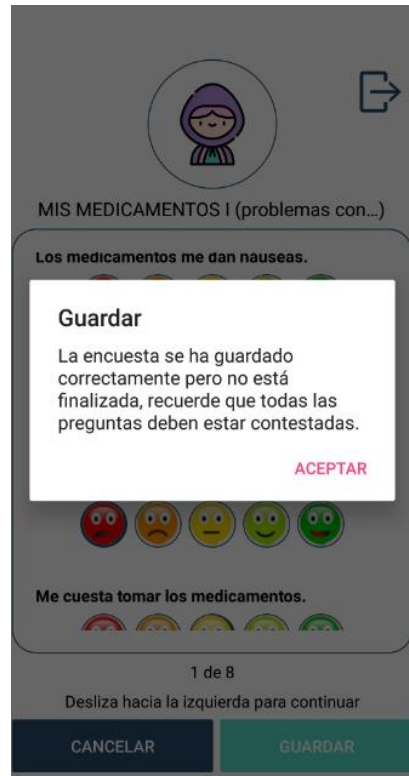 MIS MEDICAMENTOS I (problemas con...)
Los medicamentos me dan nauseas.
Guardar
La encuesta se ha guardado
correctamente pero no está
finalizada, recuerde que todas las
preguntas deben estar contestadas.
ACEPTAR
Me cuesta tomar los medicamentos.
1 de 8
Desliza hacia la izquierda para continuar
CANCELAR
GUARDAR